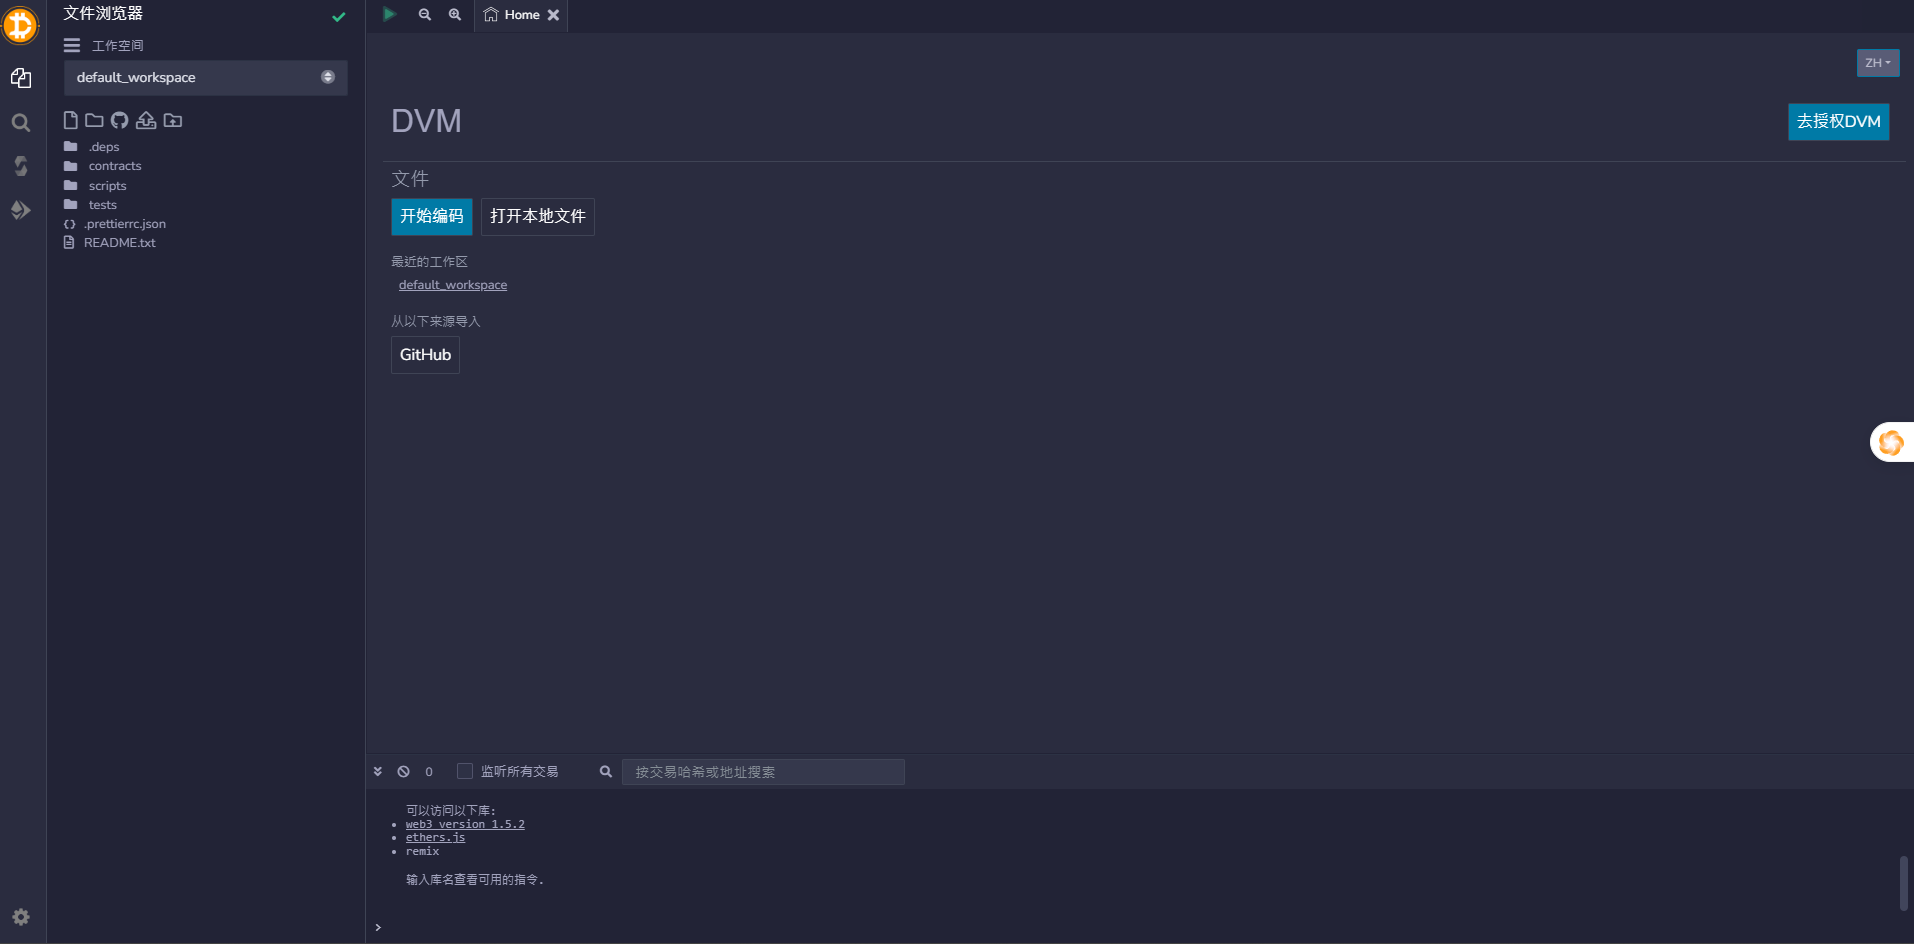 文件浏览器
工作空间
default_workspace
.deps
contracts
scripts
tests
.prettierrc.json
README.txt
Home
ZH
DVM
去授权DVM
文件
开始编码
打开本地文件
最近的工作区
default_workspace
从以下来源导入
GitHub
0
监听所有交易
按交易哈希或地址搜索
可以访问以下库:
web3 version 1.5.2
ethers.js
remix
输入库名查看可用的指令.
>